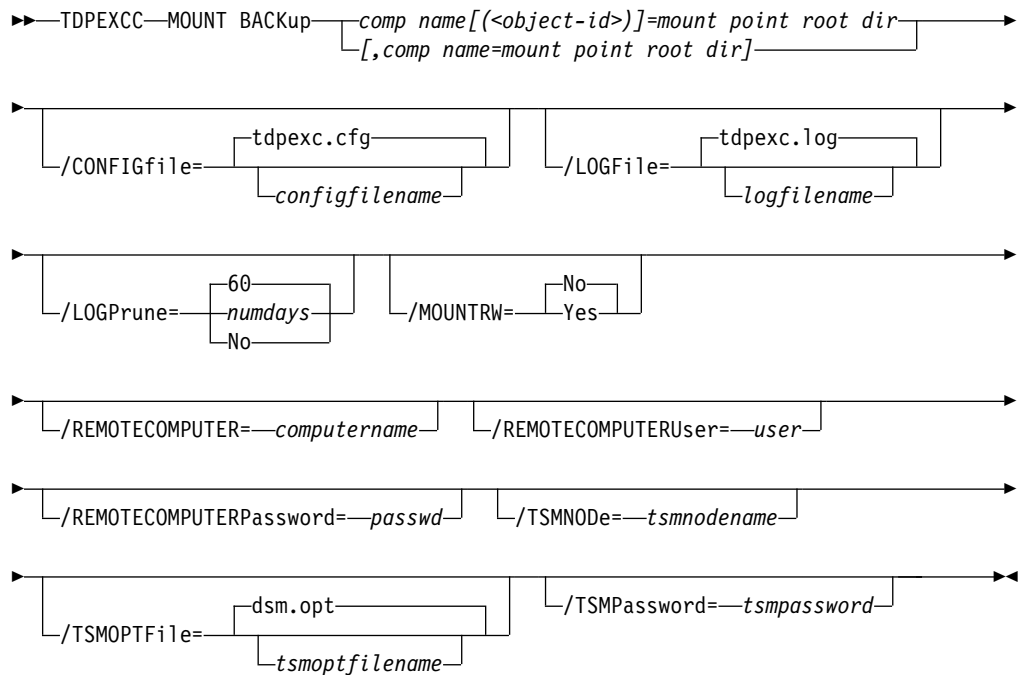 TDPEXCC MOUNT BACKup comp name[(<object-id>)]=mount point root dir
[,comp name=mount point root dir]
/CONFIGfile= tdpexc.cfg
configfilename
/LOGFile= tdpexc.log
logfilename
/LOGPrune= 60
numdays
No
/MOUNTRW= No
Yes
/REMOTECOMPUTER= computername /REMOTECOMPUTERUser= user
/REMOTECOMPUTERPassword= passwd /TSMNODe= tsmnodename
/TSMOPTFile= dsm.opt
tsmoptfilename
/TSMPassword= tsmpassword